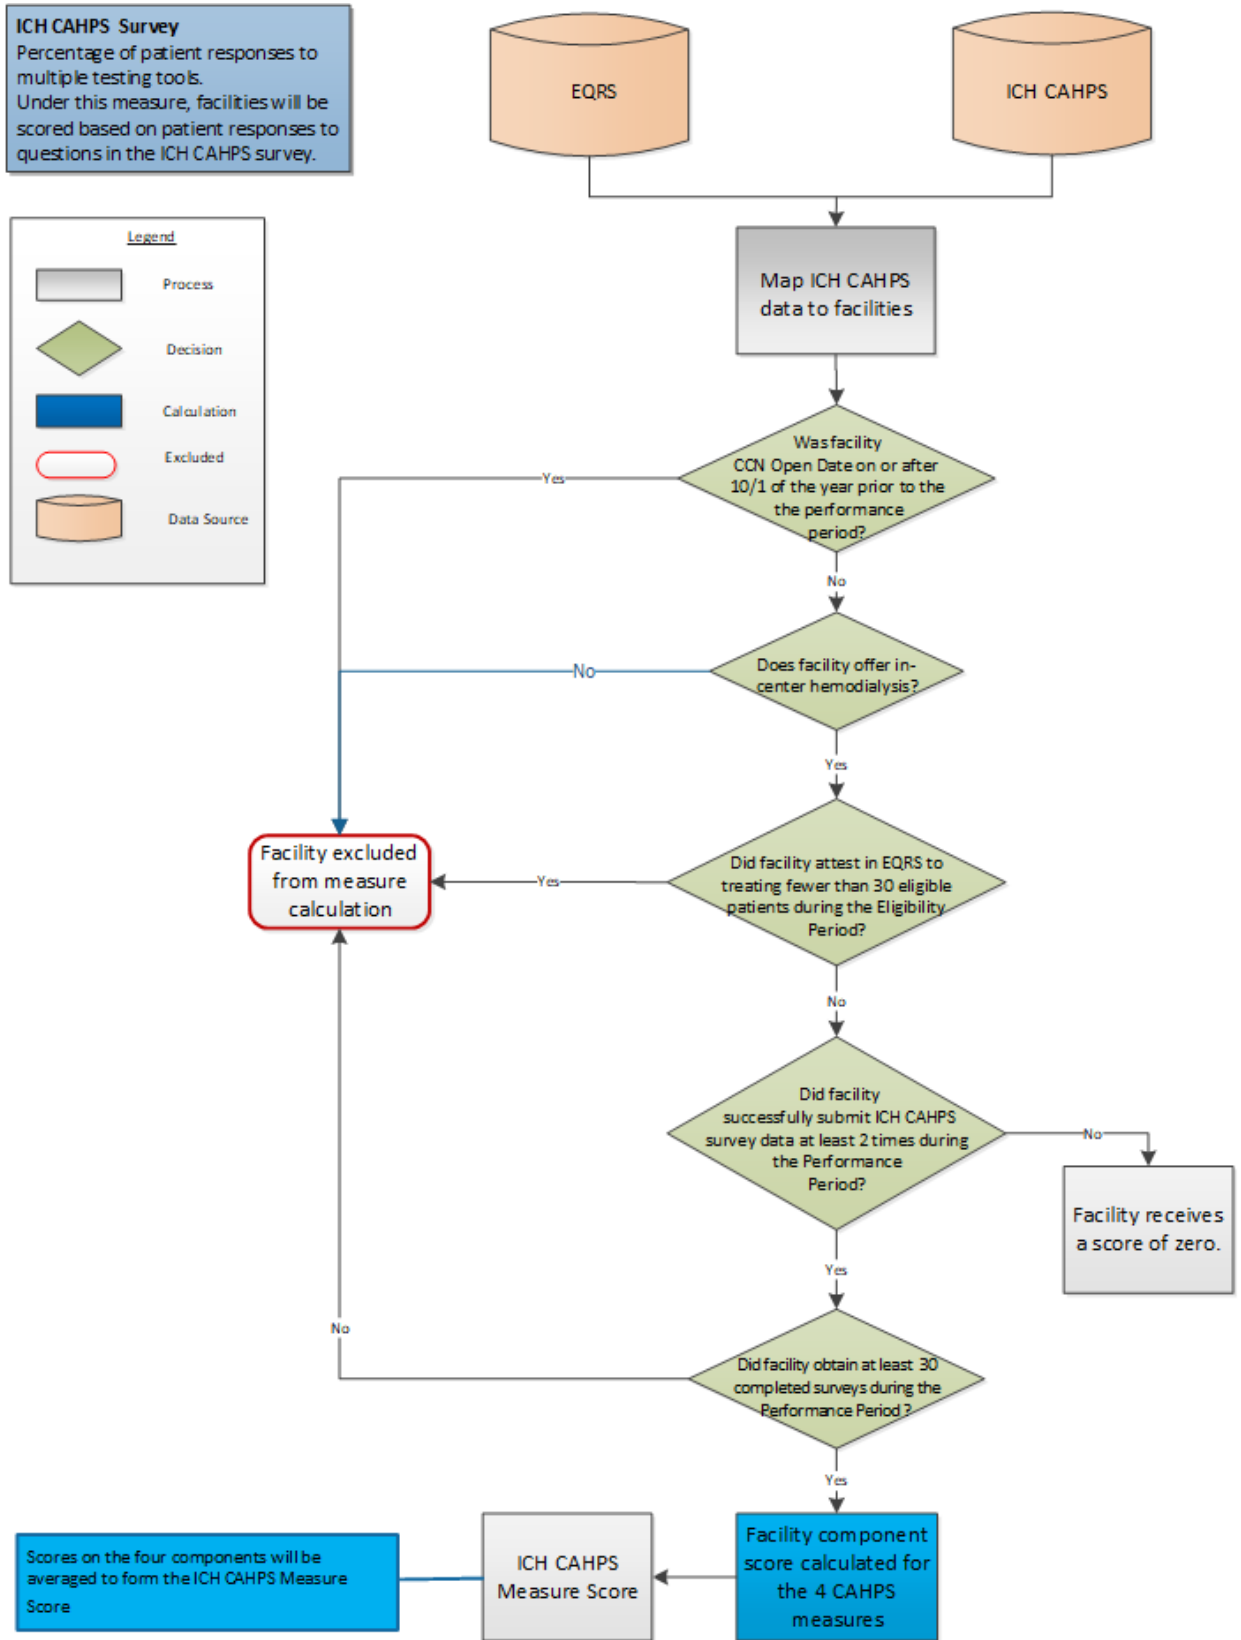 ICH CAHPS Survey
Percentage of patient responses to
multiple testing tools.
Under this measure, facilities will be
scored based on patient responses to
questions in the ICH CAHPS survey.
EQRS
ICH CAHPS
Legend
Process
Decision
Calculation
Excluded
Data Source
Map ICH CAHPS
data to facilities
Was facility
CCN Open Date on or after
10/1 of the year prior to the
the performance
period?
Yes
No
Does facility offer in-
center hemodialysis?
No
Yes
Did facility attest in EQRS to
treating fewer than 30 eligible
patients during the Eligibility
Period?
Yes
Facility excluded
from measure
calculation
No
Did facility
successfully submit ICH CAHPS
survey data at least 2 times during
the Performance
Period?
No
Facility receives
a score of zero.
Yes
Did facility obtain at least 30
completed surveys during the
Performance Period ?
No
Yes
Facility component
score calculated for
the 4 CAHPS
measures
ICH CAHPS
Measure Score
Scores on the four components will be
averaged to form the ICH CAHPS Measure
Score